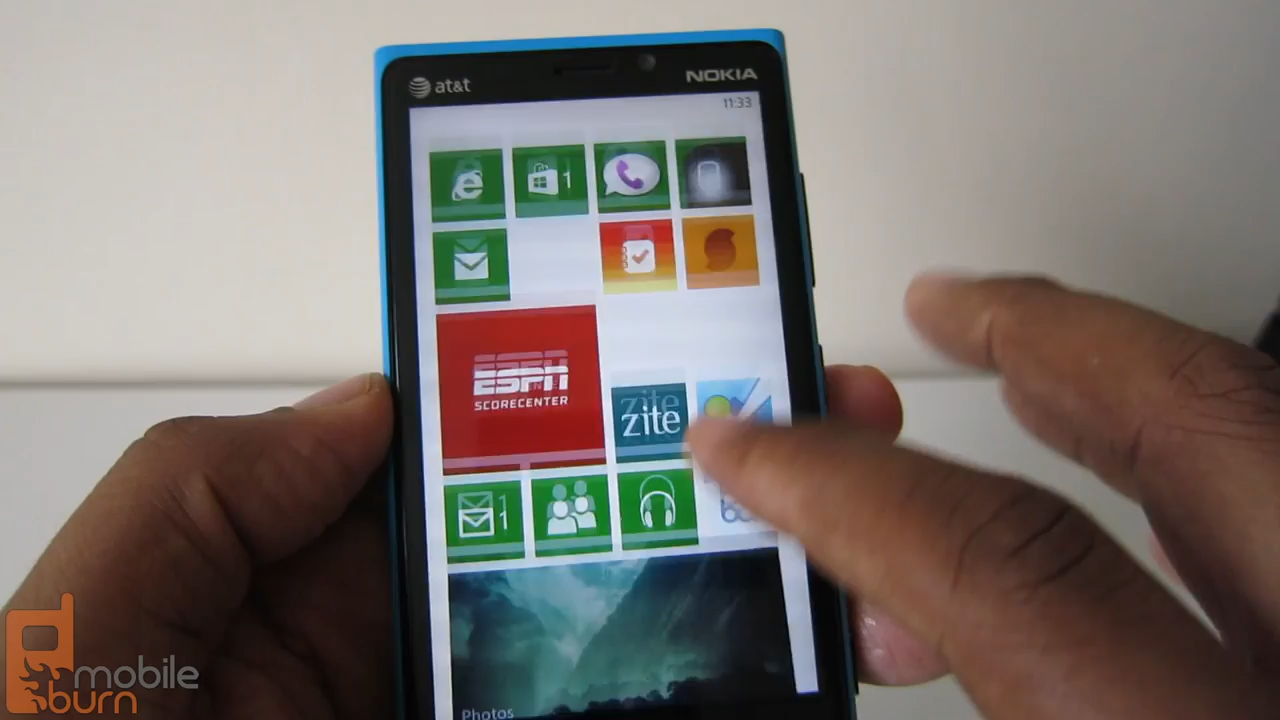 at&t
NOKIA
11:33
1
ESPN
SCORECENTER
zite
1
Photos
mobile
burn